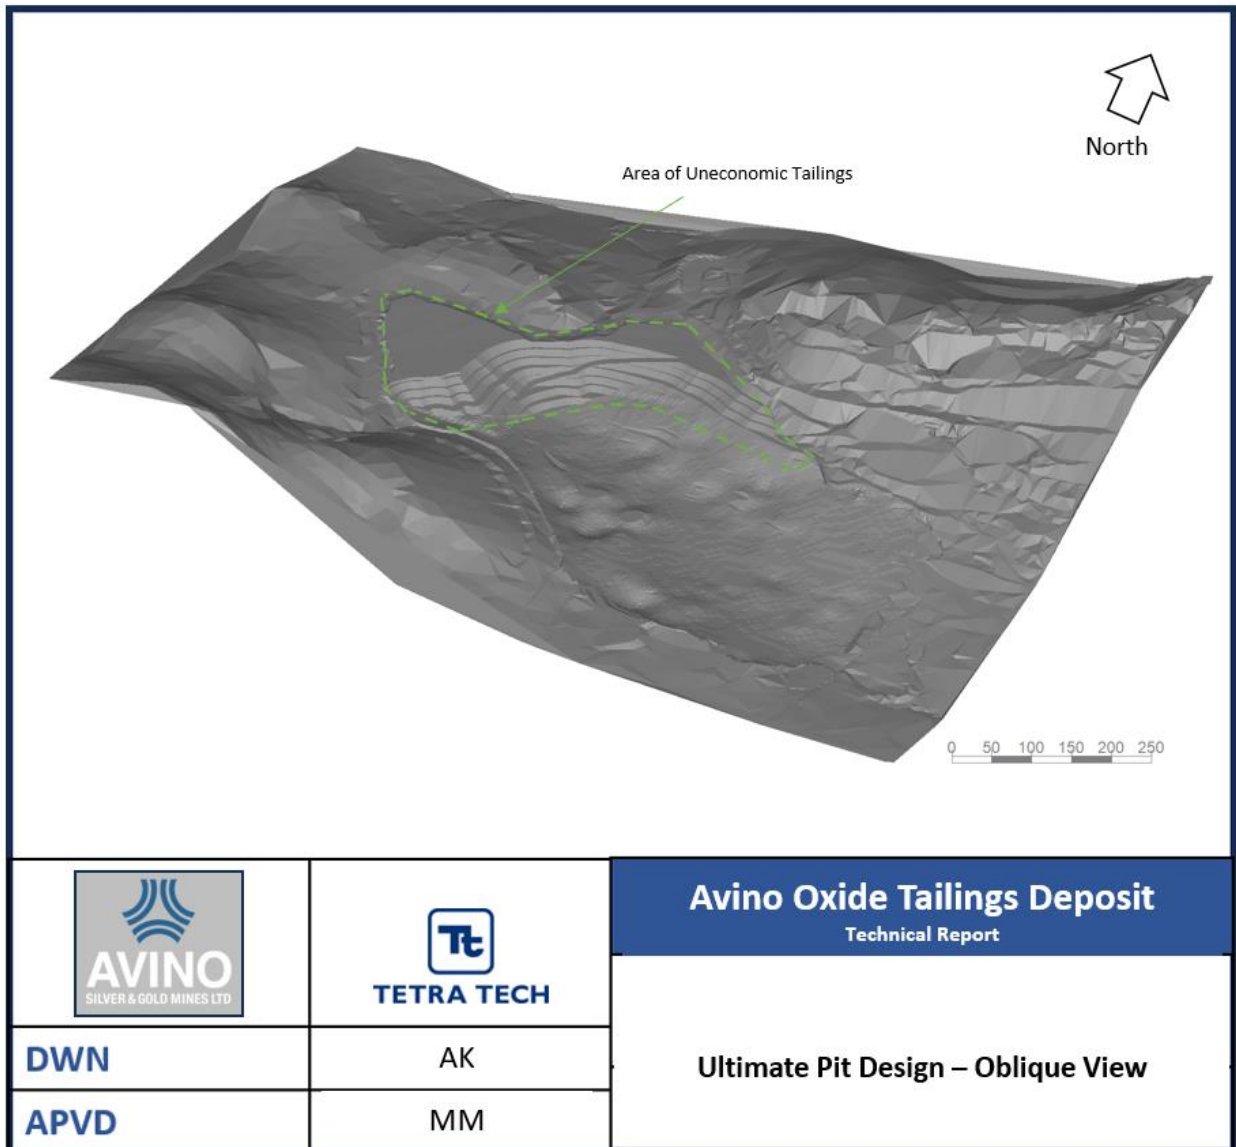 North
Area of Uneconomic Tailings
0 50 100 150 200 250
AVINO
SILVER & GOLD MINES LTD
Tt
TETRA TECH
Avino Oxide Tailings Deposit
Technical Report
DWN
AK
Ultimate Pit Design – Oblique View
APVD
MM